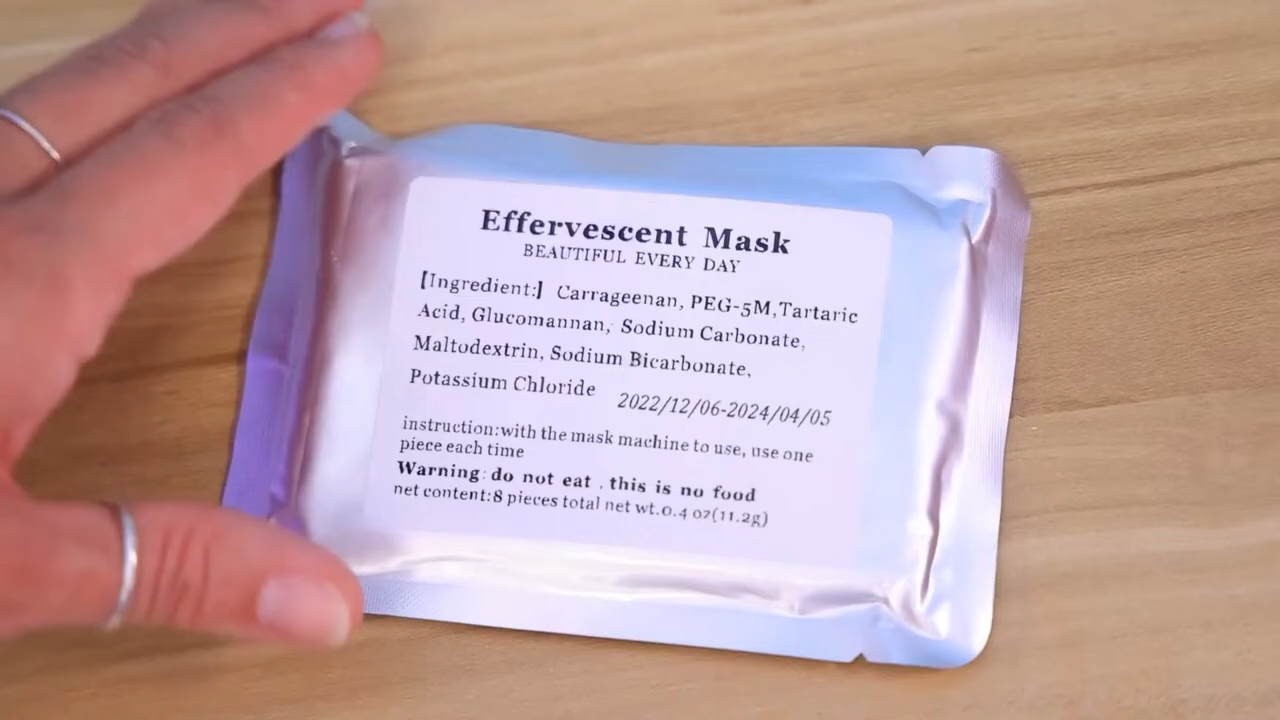 Effervescent Mask
BEAUTIFUL EVERY DAY
【Ingredient:】 Carrageenan, PEG-5M,Tartaric
Acid, Glucomannan, Sodium Carbonate,
Maltodextrin, Sodium Bicarbonate,
Potassium Chloride
2022/12/06-2024/04/05
instruction:with the mask machine to use, use one
piece each time
Warning: do not eat , this is no food
net content:8 pieces total net wt.0.4 oz(11.2g)